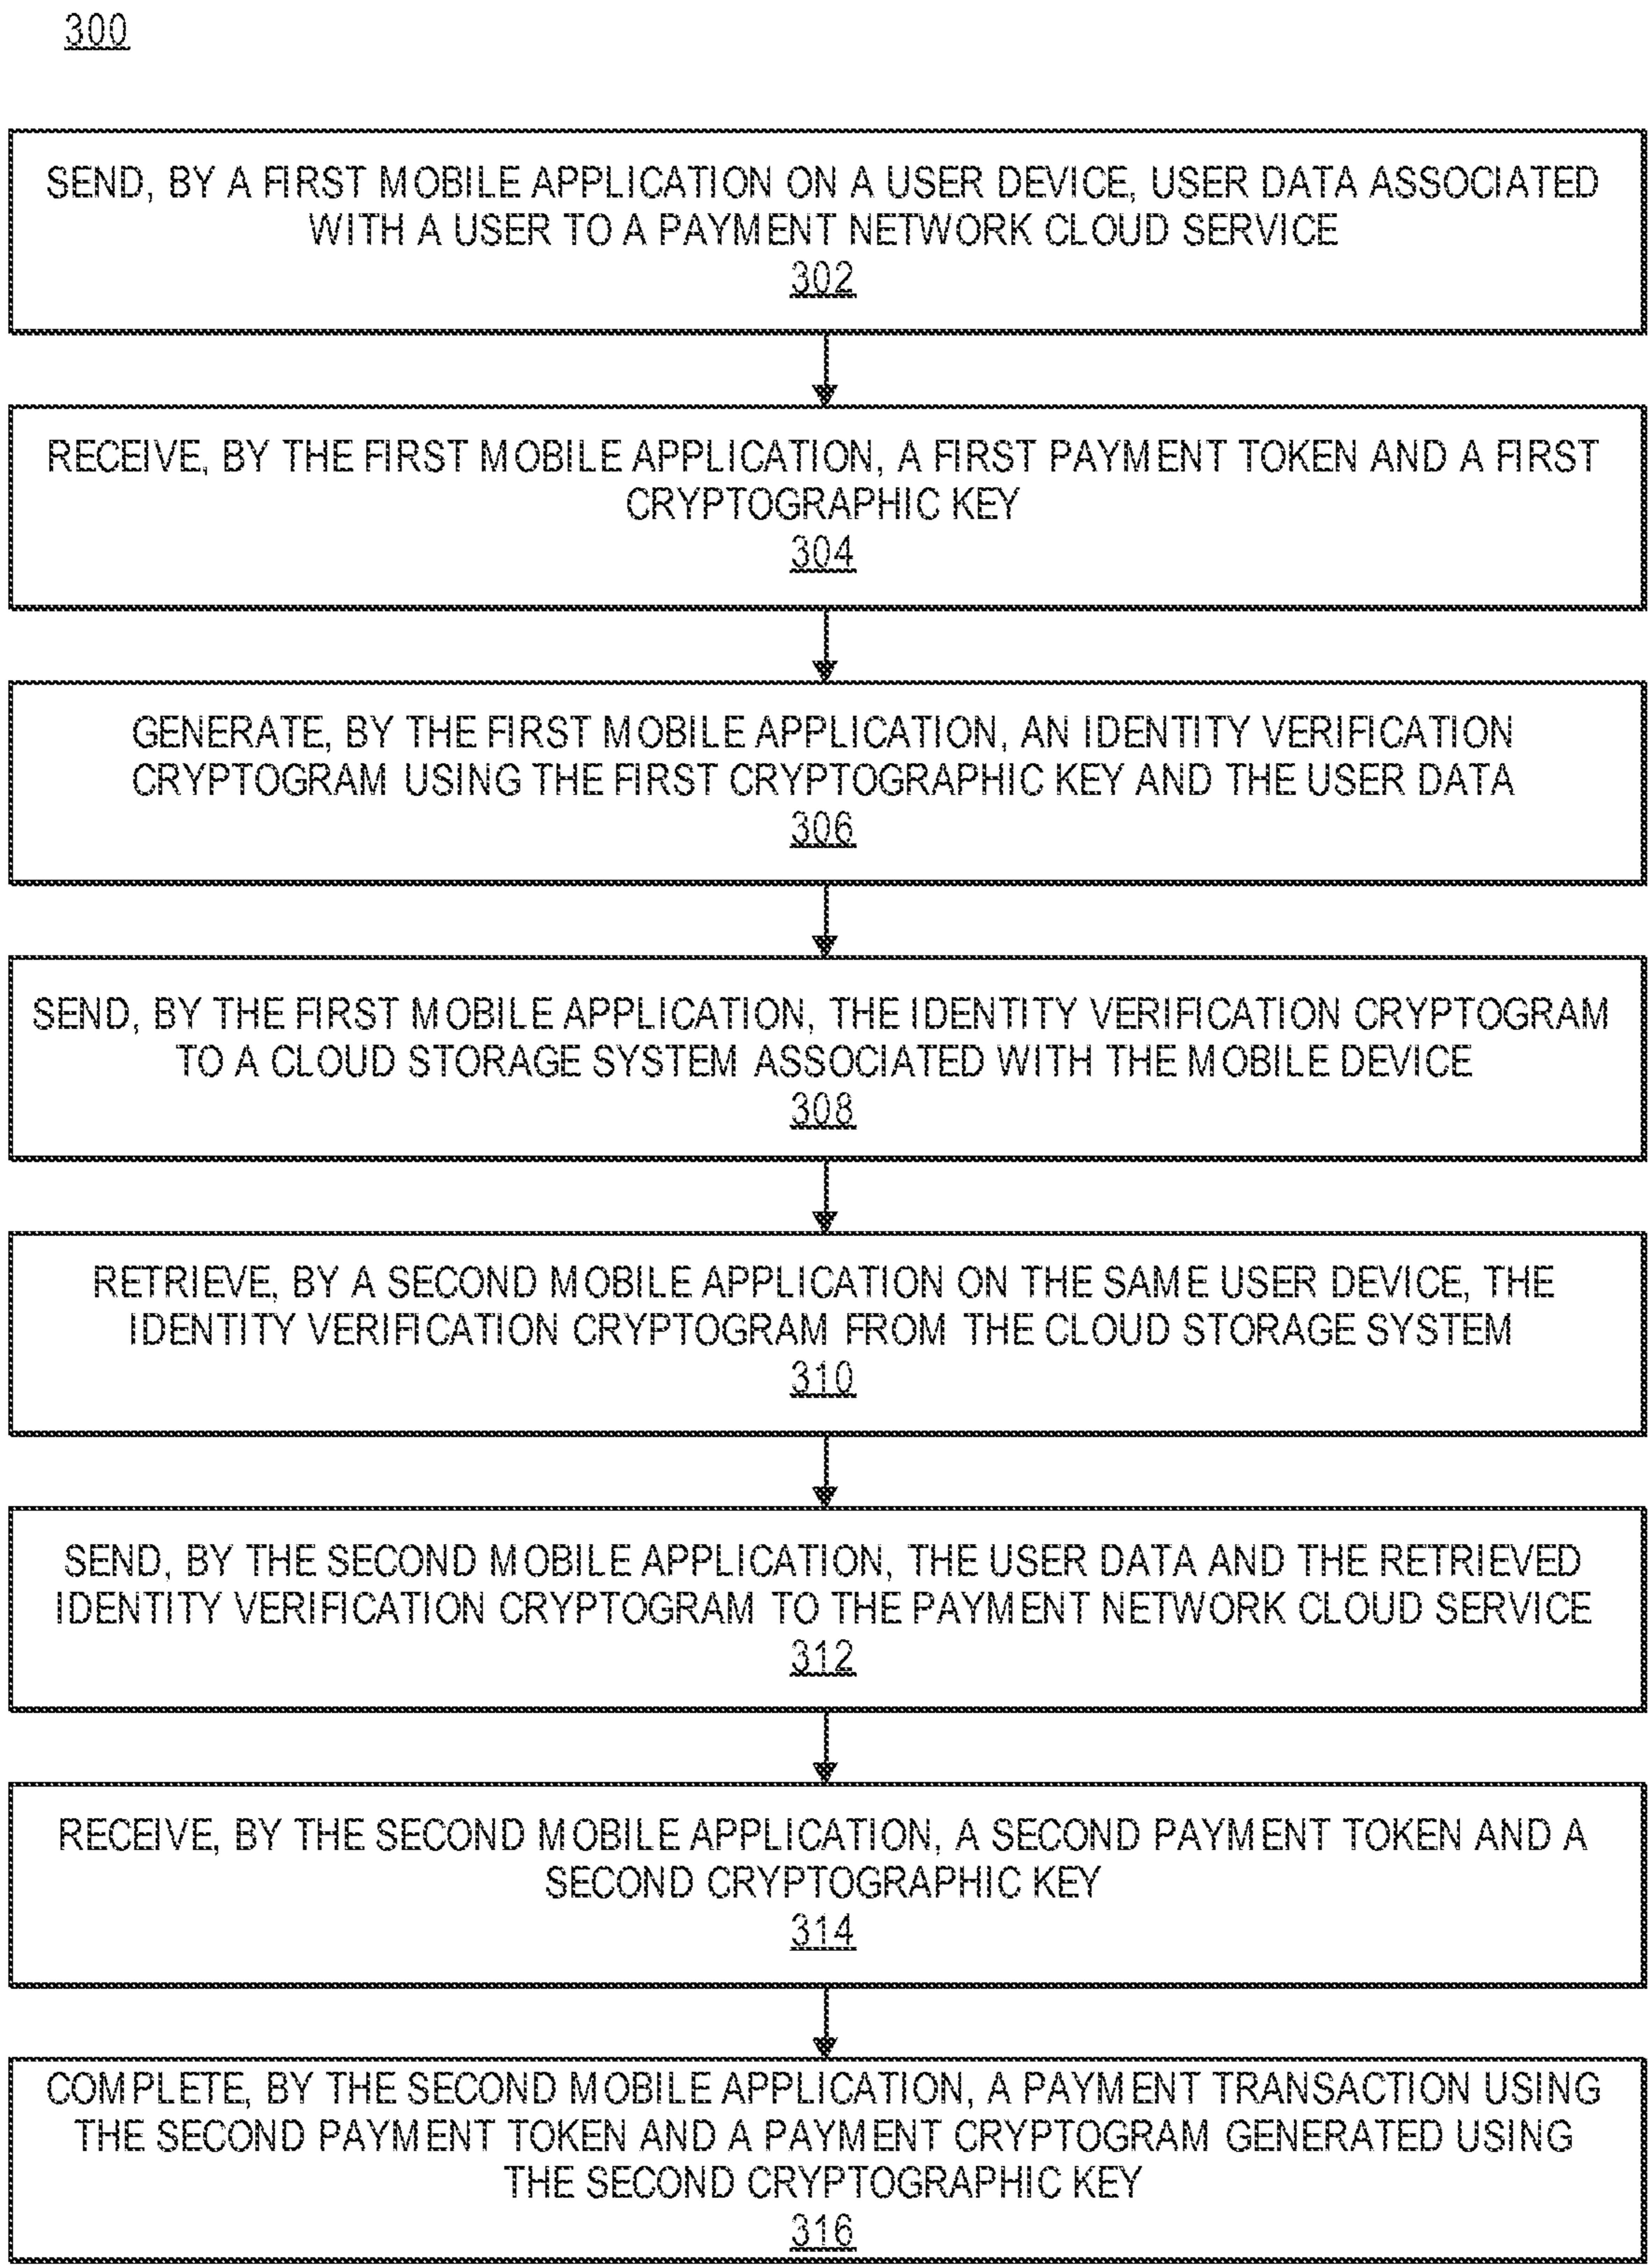 300
SEND, BY A FIRST MOBILE APPLICATION ON A USER DEVICE, USER DATA ASSOCIATED
WITH A USER TO A PAYMENT NETWORK CLOUD SERVICE
302
RECEIVE, BY THE FIRST MOBILE APPLICATION, A FIRST PAYMENT TOKEN AND A FIRST
CRYPTOGRAPHIC KEY
304
GENERATE, BY THE FIRST MOBILE APPLICATION, AN IDENTITY VERIFICATION
CRYPTOGRAM USING THE FIRST CRYPTOGRAPHIC KEY AND THE USER DATA
306
SEND, BY THE FIRST MOBILE APPLICATION, THE IDENTITY VERIFICATION CRYPTOGRAM
TO A CLOUD STORAGE SYSTEM ASSOCIATED WITH THE MOBILE DEVICE
308
RETRIEVE, BY A SECOND MOBILE APPLICATION ON THE SAME USER DEVICE, THE
IDENTITY VERIFICATION CRYPTOGRAM FROM THE CLOUD STORAGE SYSTEM
310
SEND, BY THE SECOND MOBILE APPLICATION, THE USER DATA AND THE RETRIEVED
IDENTITY VERIFICATION CRYPTOGRAM TO THE PAYMENT NETWORK CLOUD SERVICE
312
RECEIVE, BY THE SECOND MOBILE APPLICATION, A SECOND PAYMENT TOKEN AND A
SECOND CRYPTOGRAPHIC KEY
314
COMPLETE, BY THE SECOND MOBILE APPLICATION, A PAYMENT TRANSACTION USING
THE SECOND PAYMENT TOKEN AND A PAYMENT CRYPTOGRAM GENERATED USING
THE SECOND CRYPTOGRAPHIC KEY
316